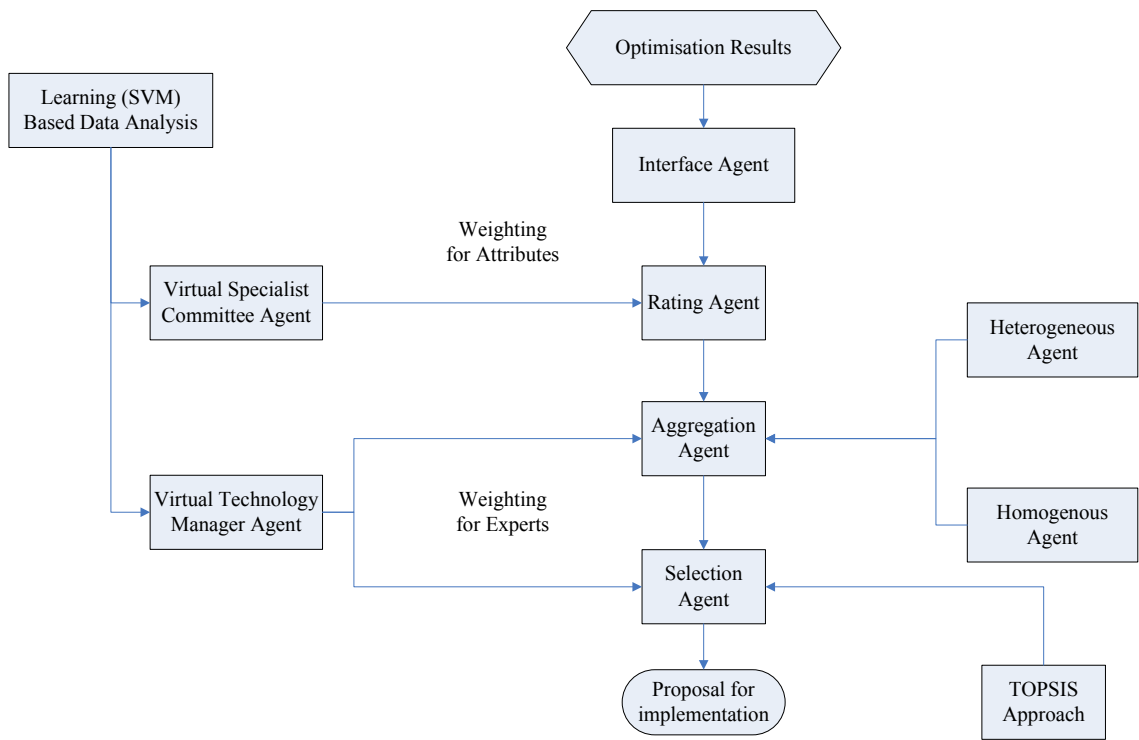 Optimisation Results
Learning (SVM)
Based Data Analysis
Interface Agent
Weighting
for Attributes
Virtual Specialist
Committee Agent
Rating Agent
Heterogeneous
Agent
Aggregation
Agent
Virtual Technology
Manager Agent
Weighting
for Experts
Homogenous
Agent
Selection
Agent
Proposal for
implementation
TOPSIS
Approach